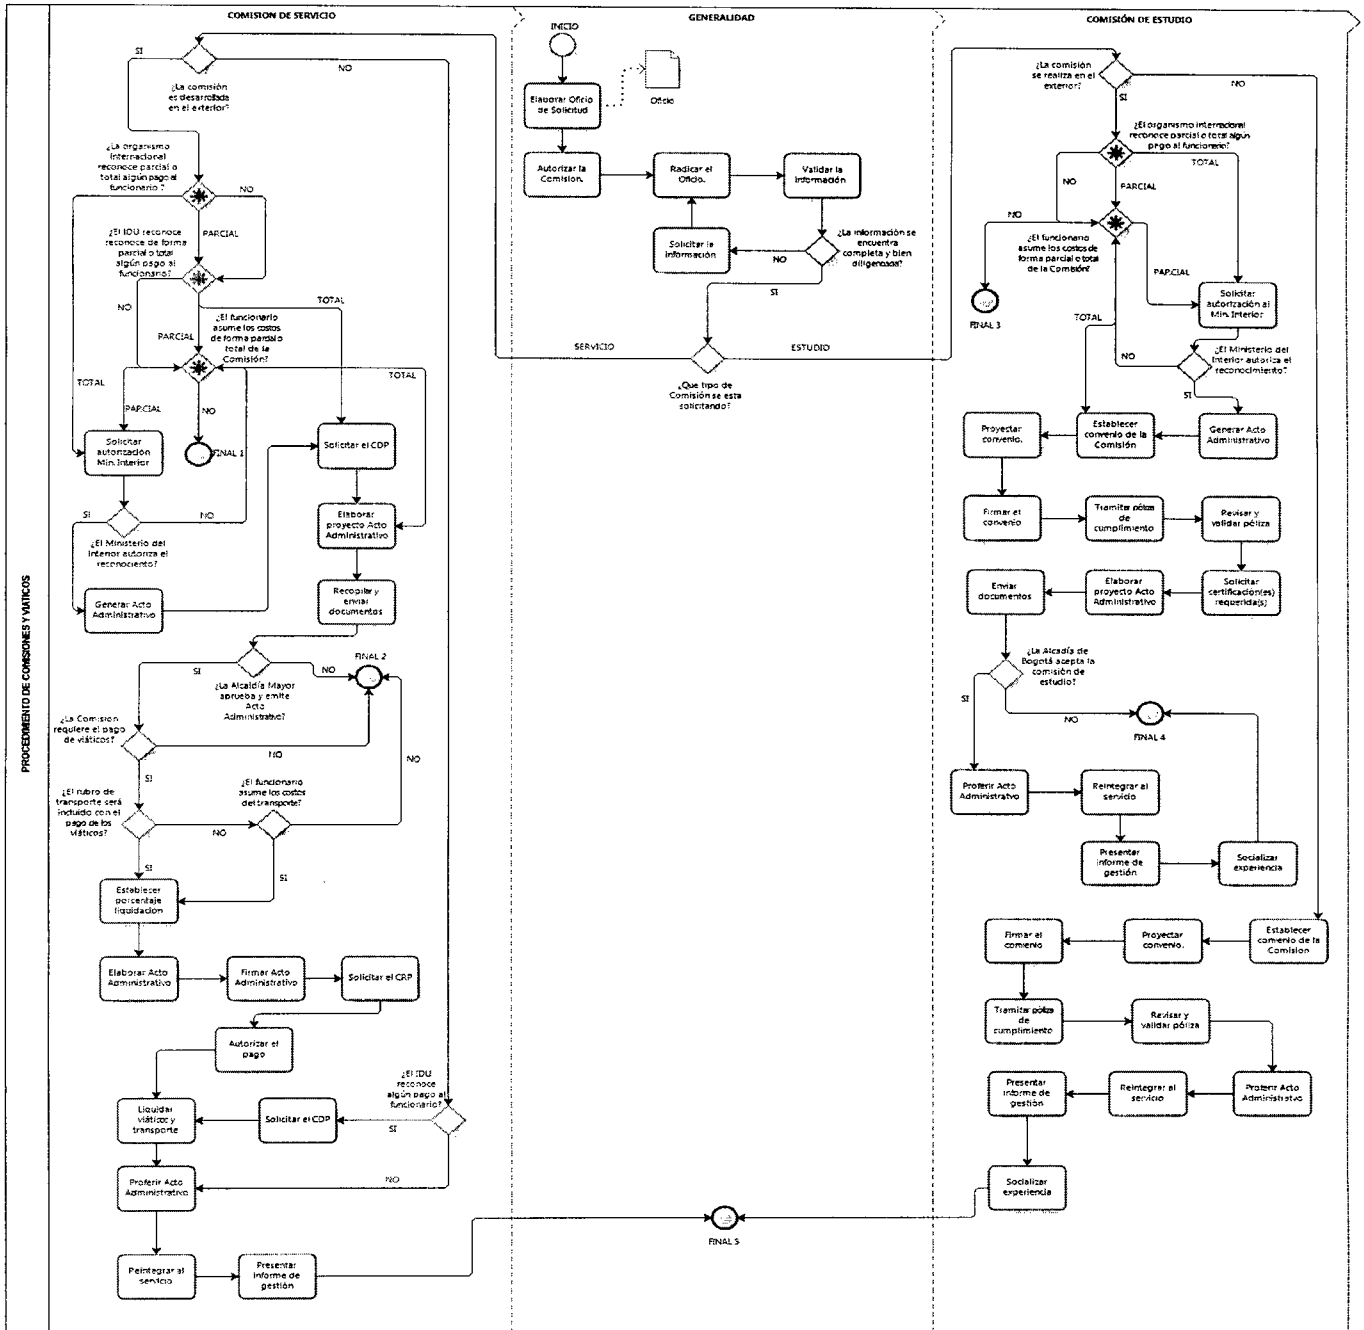 PROCEDIMIENTO DE COMISIONES Y VIATICOS
COMISION DE SERVICIO
SI
NO
¿La comisión
es desarrollada
en el exterior?
¿La organismo
Internacional
reconoce parcial o
total algún pago al
funcionario ?
NO
PARCIAL
¿El IDU reconoce
reconoce de forma
parcial o total
algún pago al
funcionario?
NO
TOTAL
PARCIAL
¿El funcionario
asume los costos
de forma parcial o
total de la
Comisión?
TOTAL
TOTAL
PARCIAL
NO
Solicitar
autorización
Min. Interior
FINAL 1
Solicitar el CDP
SI
NO
¿El Ministerio del
Interior autoriza el
reconociento?
Elaborar
proyecto Acto
Administrativo
Generar Acto
Administrativo
Recopilar y
enviar
documentos
SI
NO
FINAL 2
¿La Alcaldía Mayor
aprueba y emite
Acto
Administrativo?
¿La Comision
requiere el pago
de viáticos?
NO
NO
SI
¿El rubro de
transporte será
incluido con el
pago de los
viáticos?
¿El funcionario
asume los costos
del transporte?
NO
SI
SI
Establecer
porcentaje
liquidación
Elaborar Acto
Administrativo
Firmar Acto
Administrativo
Solicitar el CRP
Autorizar el
pago
¿El IDU
reconoce
algún pago al
funcionario?
Liquidar
viáticos y
transporte
Solicitar el CDP
SI
NO
Proferir Acto
Administrativo
Reintegrar al
servicio
Presentar
informe de
gestión
GENERALIDAD
INICIO
Elaborar Oficio
de Solicitud
Oficio
Autorizar la
Comision.
Radicar el
Oficio.
Validar la
Información
Solicitar la
Información
NO
¿La información se
encuentra
completa y bien
diligenciada?
SI
SERVICIO
ESTUDIO
¿Que tipo de
Comisión se esta
solicitando?
FINAL 5
COMISIÓN DE ESTUDIO
¿La comisión
se realiza en el
exterior?
NO
SI
¿El organismo internacional
reconoce parcial o total algún
pago al funcionario?
TOTAL
NO
PARCIAL
NO
¿El funcionario
asume los costos de
forma parcial o total
de la Comisión?
PARCIAL
FINAL 3
Solicitar
autorización al
Min. Interior
TOTAL
NO
¿El Ministerio del
Interior autoriza el
reconocimiento?
SI
Proyectar
convenio.
Establecer
convenio de la
Comisión
Generar Acto
Administrativo
Firmar el
convenio
Tramitar póliza
de
cumplimiento
Revisar y
validar póliza
Enviar
documentos
Elaborar
proyecto Acto
Administrativo
Solicitar
certificación(es)
requerida(s)
¿La Alcadía de
Bogotá acepta la
comisión de
estudio?
SI
NO
FINAL 4
Proferir Acto
Administrativo
Reintegrar al
servicio
Presentar
informe de
gestión
Socializar
experiencia
Firmar el
convenio
Proyectar
convenio.
Establecer
convenio de la
Comisión
Tramitar póliza
de
cumplimiento
Revisar y
validar póliza
Presentar
informe de
gestión
Reintegrar al
servicio
Proferir Acto
Administrativo
Socializar
experiencia